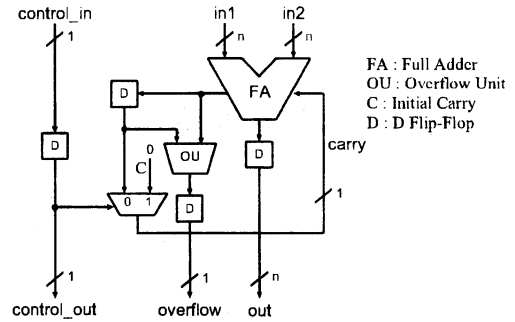 control_in
in1 in2
1
n n
FA : Full Adder
OU : Overflow Unit
C : Initial Carry
D : D Flip-Flop
D
FA
carry
D
OU
D
0
C
0 1
D
1
1
1
n
control_out overflow out